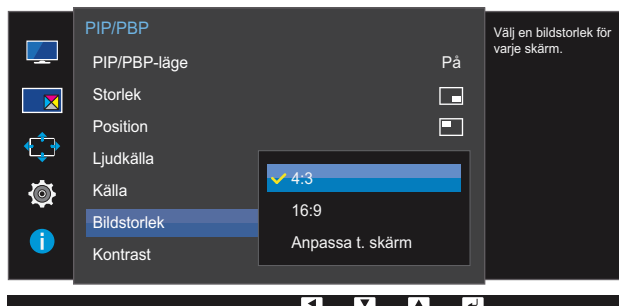 PIP/PBP
PIP/PBP-läge På
Storlek
Position
Ljudkälla
Källa
Bildstorlek
Kontrast
4:3
16:9
Anpassa t. skärm
Välj en bildstorlek för
varje skärm.